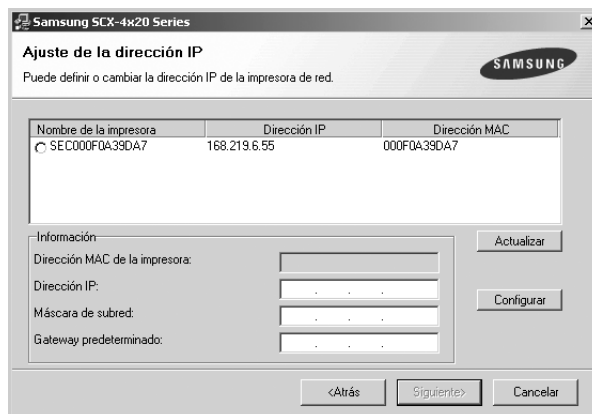 Samsung SCX-4x20 Series
Ajuste de la dirección IP
Puede definir o cambiar la dirección IP de la impresora de red.
SAMSUNG
Nombre de la impresora Dirección IP Dirección MAC
SEC000F0A39DA7 168.219.6.55 000F0A39DA7
Información
Actualizar
Dirección MAC de la impresora:
Dirección IP:
Configurar
Máscara de subred:
Gateway predeterminado:
<Atrás Siguiente> Cancelar